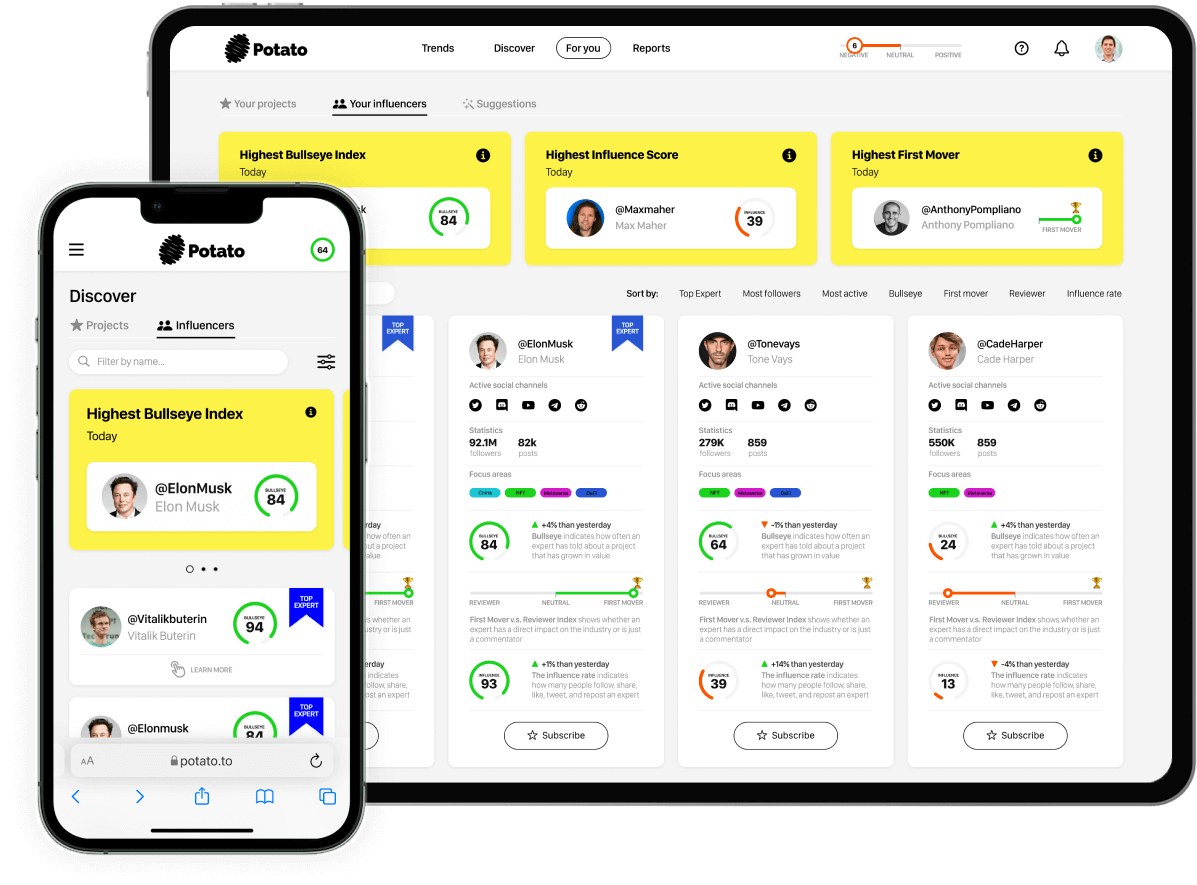 Potato
Trends
Discover
For you
Reports
6
NEGATIVE
NEUTRAL
POSITIVE
Your projects
Your influencers
Suggestions
Highest Bullseye Index
Today
BULLSEYE
84
Highest Influence Score
Today
@Maxmaher
Max Maher
INFLUENCE
39
Highest First Mover
Today
@AnthonyPompliano
Anthony Pompliano
FIRST MOVER
Sort by:
Top Expert
Most followers
Most active
Bullseye
First mover
Reviewer
Influence rate
TOP
EXPERT
FIRST MOVER
@ElonMusk
Elon Musk
TOP
EXPERT
Active social channels
Statistics
92.1M
82k
followers
posts
Focus areas
Coins
NFT
Metaverse
DeFi
BULLSEYE
84
+4% than yesterday
Bullseye indicates how often an
expert has told about a project
that has grown in value
REVIEWER
NEUTRAL
FIRST MOVER
First Mover v.s. Reviewer Index shows whether an
expert has a direct impact on the industry or is just
a commentator
INFLUENCE
93
+1% than yesterday
The influence rate indicates
how many people follow, share,
like, tweet, and repost an expert
Subscribe
@Tonevays
Tone Vays
Active social channels
Statistics
279K
859
followers
posts
Focus areas
NFT
Metaverse
DeFi
BULLSEYE
64
-1% than yesterday
Bullseye indicates how often an
expert has told about a project
that has grown in value
REVIEWER
NEUTRAL
FIRST MOVER
First Mover v.s. Reviewer Index shows whether an
expert has a direct impact on the industry or is just
a commentator
INFLUENCE
39
+14% than yesterday
The influence rate indicates
how many people follow, share,
like, tweet, and repost an expert
Subscribe
@CadeHarper
Cade Harper
Active social channels
Statistics
550K
859
followers
posts
Focus areas
NFT
Metaverse
BULLSEYE
24
+4% than yesterday
Bullseye indicates how often an
expert has told about a project
that has grown in value
REVIEWER
NEUTRAL
FIRST MOVER
First Mover v.s. Reviewer Index shows whether an
expert has a direct impact on the industry or is just
a commentator
INFLUENCE
13
-4% than yesterday
The influence rate indicates
how many people follow, share,
like, tweet, and repost an expert
Subscribe
Potato
64
Discover
Projects
Influencers
Filter by name...
Highest Bullseye Index
Today
@ElonMusk
Elon Musk
BULLSEYE
84
@Vitalikbuterin
Vitalik Buterin
BULLSEYE
94
TOP
EXPERT
LEARN MORE
@Elonmusk
BULLSEYE
84
TOP
EXPERT
AA
potato.to